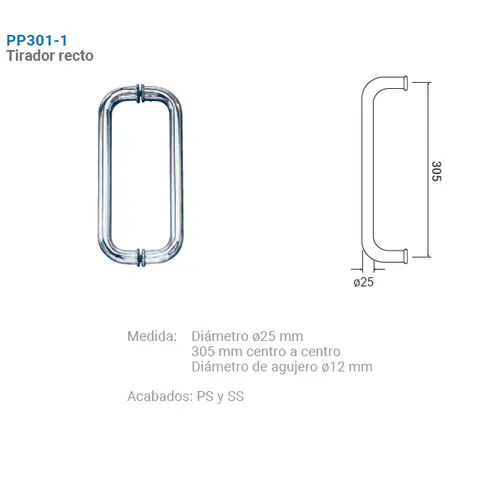 PP301-1
Tirador recto
305
ø25
Medida: Diámetro ø25 mm
305 mm centro a centro
Diámetro de agujero ø12 mm
Acabados: PS y SS